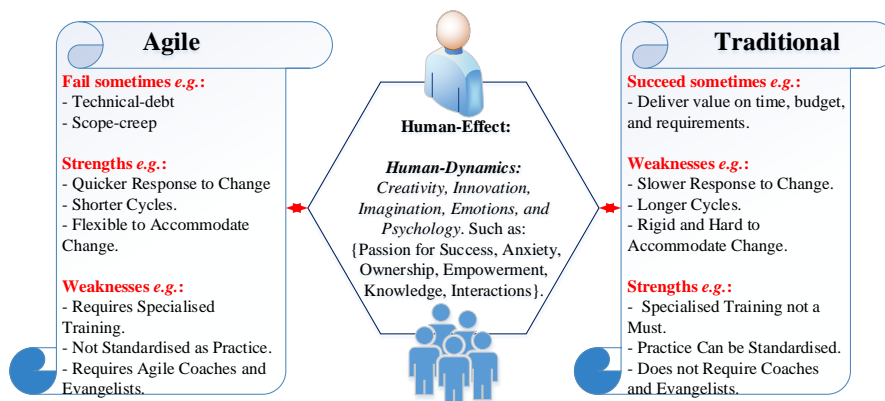 Agile
Fail sometimes e.g.:
- Technical-debt
- Scope-creep
Strengths e.g.:
- Quicker Response to Change
- Shorter Cycles.
- Flexible to Accommodate
Change.
Weaknesses e.g.:
- Requires Specialised
Training.
- Not Standardised as Practice.
- Requires Agile Coaches and
Evangelists.
Human-Effect:
Human-Dynamics:
Creativity, Innovation,
Imagination, Emotions, and
Psychology. Such as:
{Passion for Success, Anxiety,
Ownership, Empowerment,
Knowledge, Interactions}.
Traditional
Succeed sometimes e.g.:
- Deliver value on time, budget,
and requirements.
Weaknesses e.g.:
- Slower Response to Change.
- Longer Cycles.
- Rigid and Hard to
Accommodate Change.
Strengths e.g.:
- Specialised Training not a
Must.
- Practice Can be Standardised.
- Does not Require Coaches
and Evangelists.